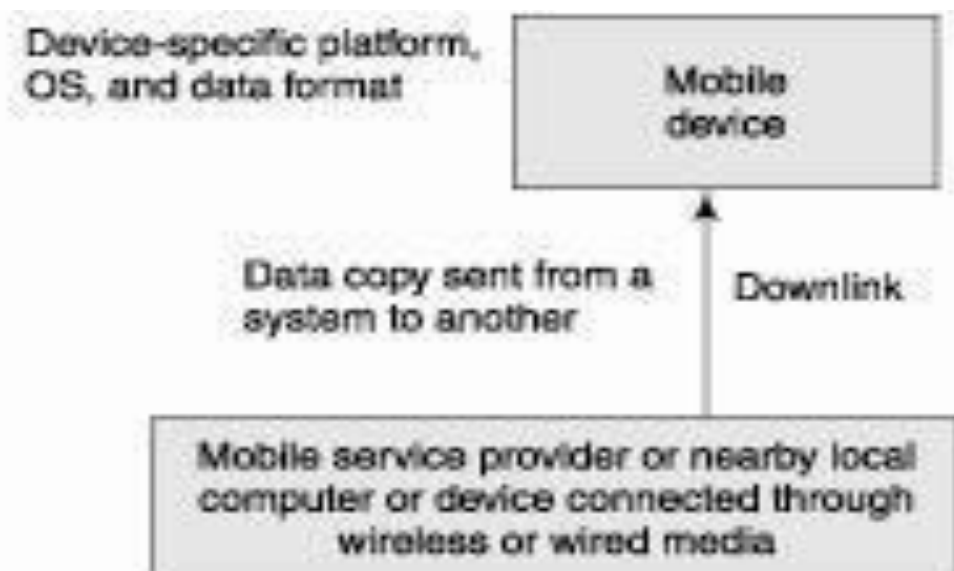 Device-specific platform,
OS, and data format
Mobile
device
Data copy sent from a
system to another
Downlink
Mobile service provider or nearby local
computer or device connected through
wireless or wired media